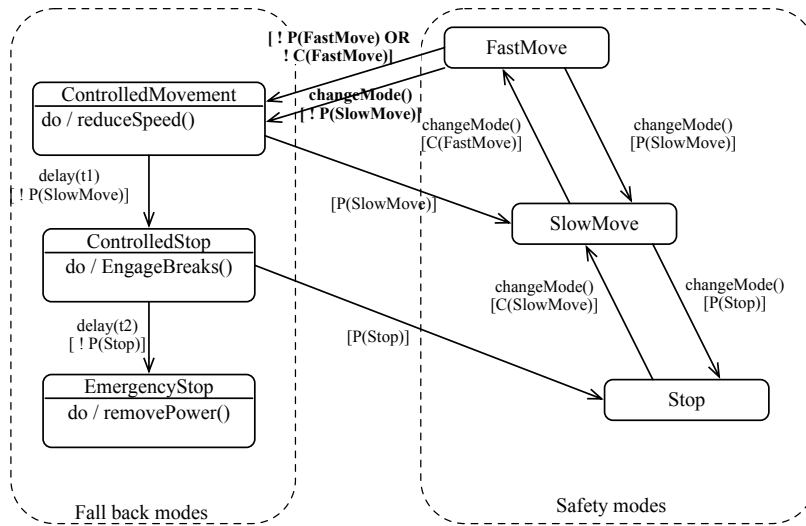 [ ! P(FastMove) OR
! C(FastMove)]
FastMove
ControlledMovement
do / reduceSpeed()
changeMode()
[ ! P(SlowMove)]
changeMode()
[C(FastMove)]
changeMode()
[P(SlowMove)]
delay(t1)
[ ! P(SlowMove)]
[P(SlowMove)]
SlowMove
ControlledStop
do / EngageBreaks()
changeMode()
[C(SlowMove)]
changeMode()
[P(Stop)]
delay(t2)
[ ! P(Stop)]
[P(Stop)]
EmergencyStop
do / removePower()
Stop
Fall back modes
Safety modes